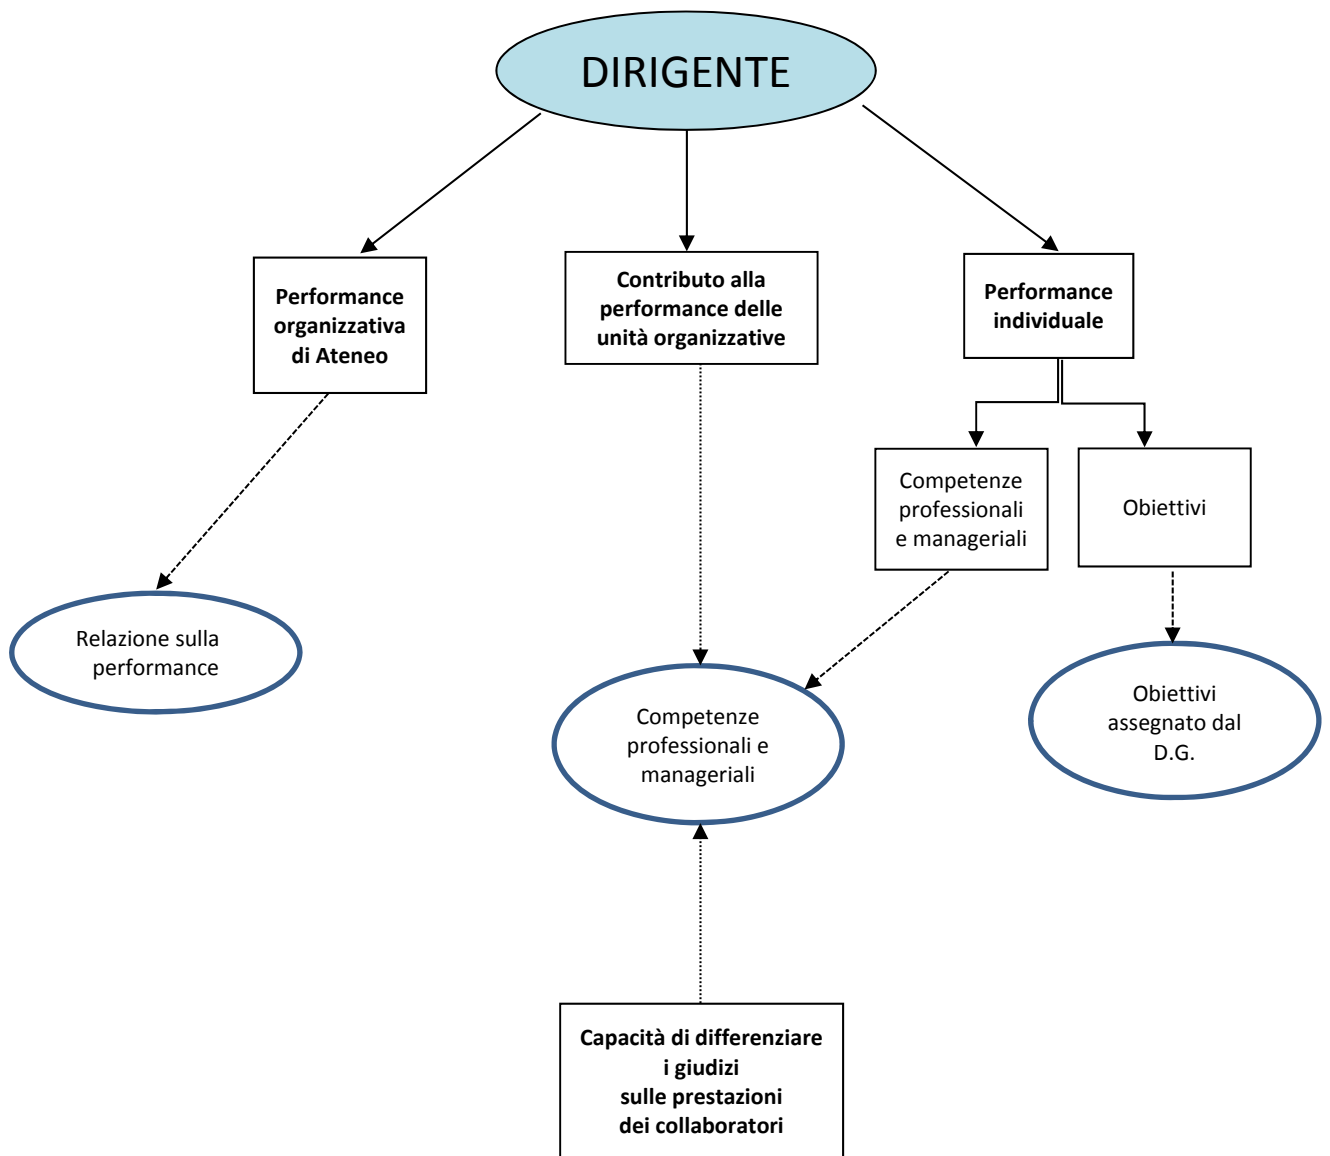 DIRIGENTE
Performance
organizzativa
di Ateneo
Contributo alla
performance delle
unità organizzative
Performance
individuale
Competenze
professionali
e manageriali
Obiettivi
Relazione sulla
performance
Competenze
professionali e
manageriali
Obiettivi
assegnato dal
D.G.
Capacità di differenziare
i giudizi
sulle prestazioni
dei collaboratori